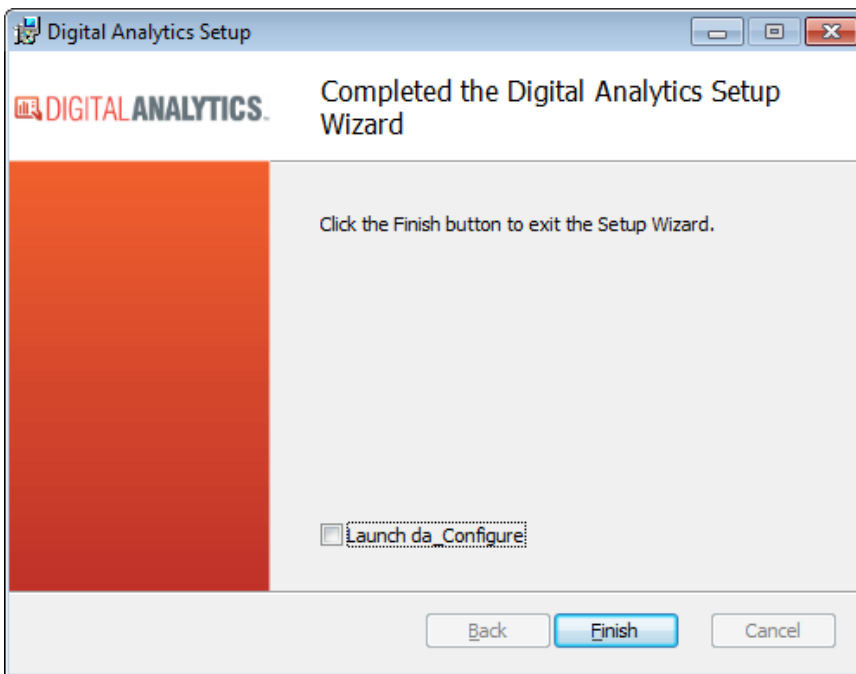 Digital Analytics Setup
DIGITALANALYTICS.
Completed the Digital Analytics Setup
Wizard
Click the Finish button to exit the Setup Wizard.
Launch da_Configure
Back
Finish
Cancel